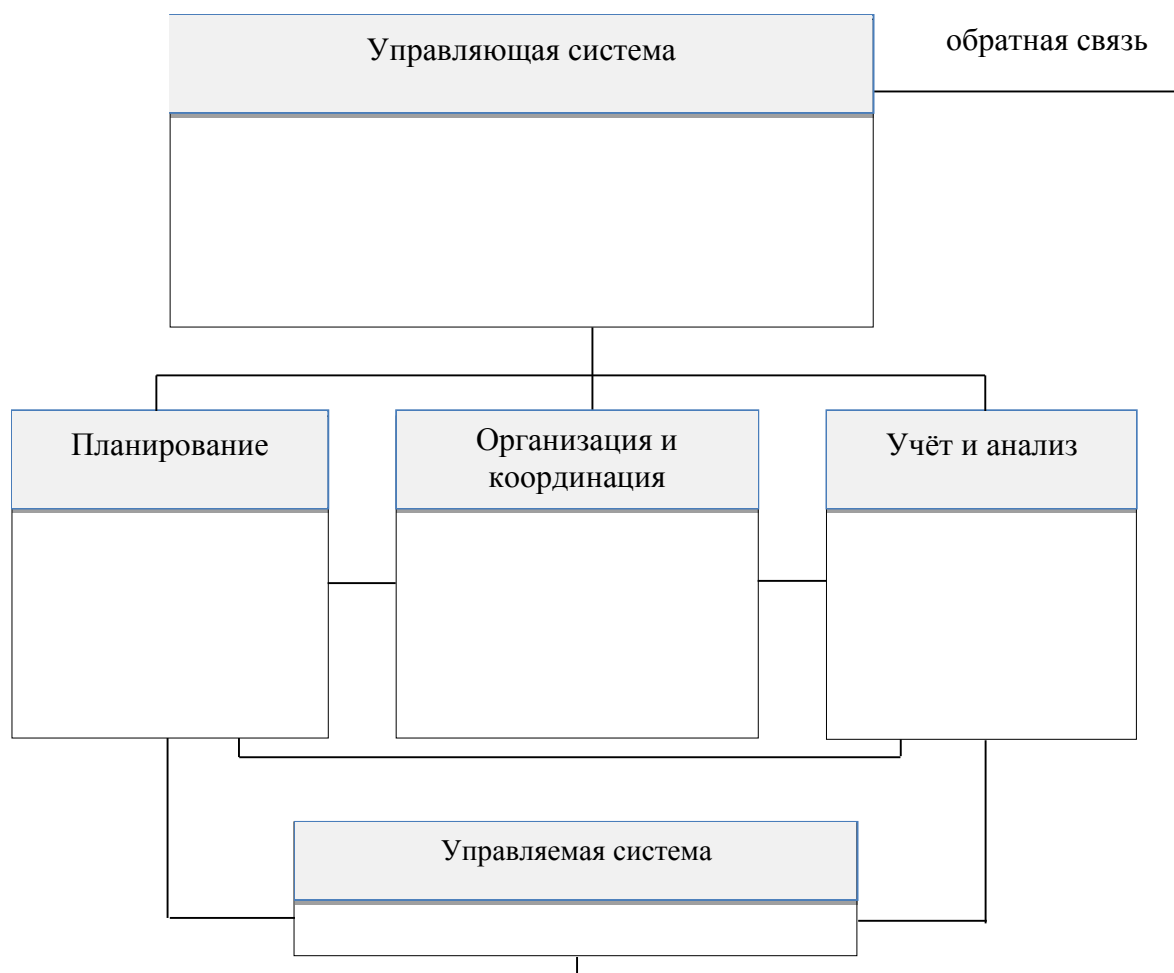 Управляющая система
обратная связь
Планирование
Организация и
координация
Учёт и анализ
Управляемая система